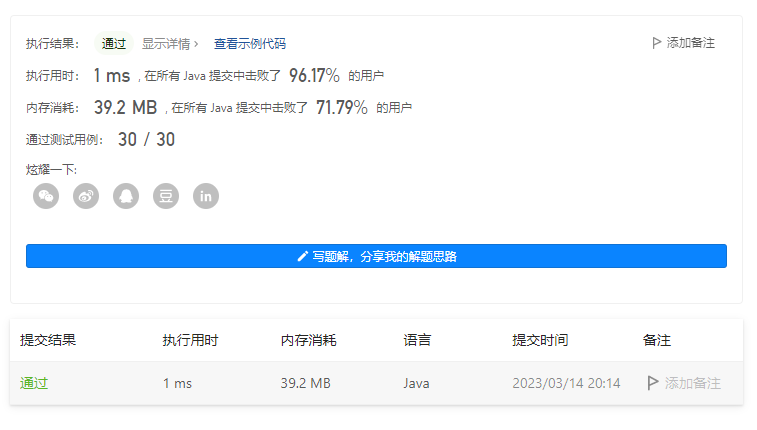 执行结果： 通过 显示详情 › 查看示例代码 添加备注
执行用时： 1 ms , 在所有 Java 提交中击败了 96.17% 的用户
内存消耗： 39.2 MB , 在所有 Java 提交中击败了 71.79% 的用户
通过测试用例： 30 / 30
炫耀一下:
豆 in
写题解，分享我的解题思路
提交结果 执行用时 内存消耗 语言 提交时间 备注
通过 1 ms 39.2 MB Java 2023/03/14 20:14 添加备注